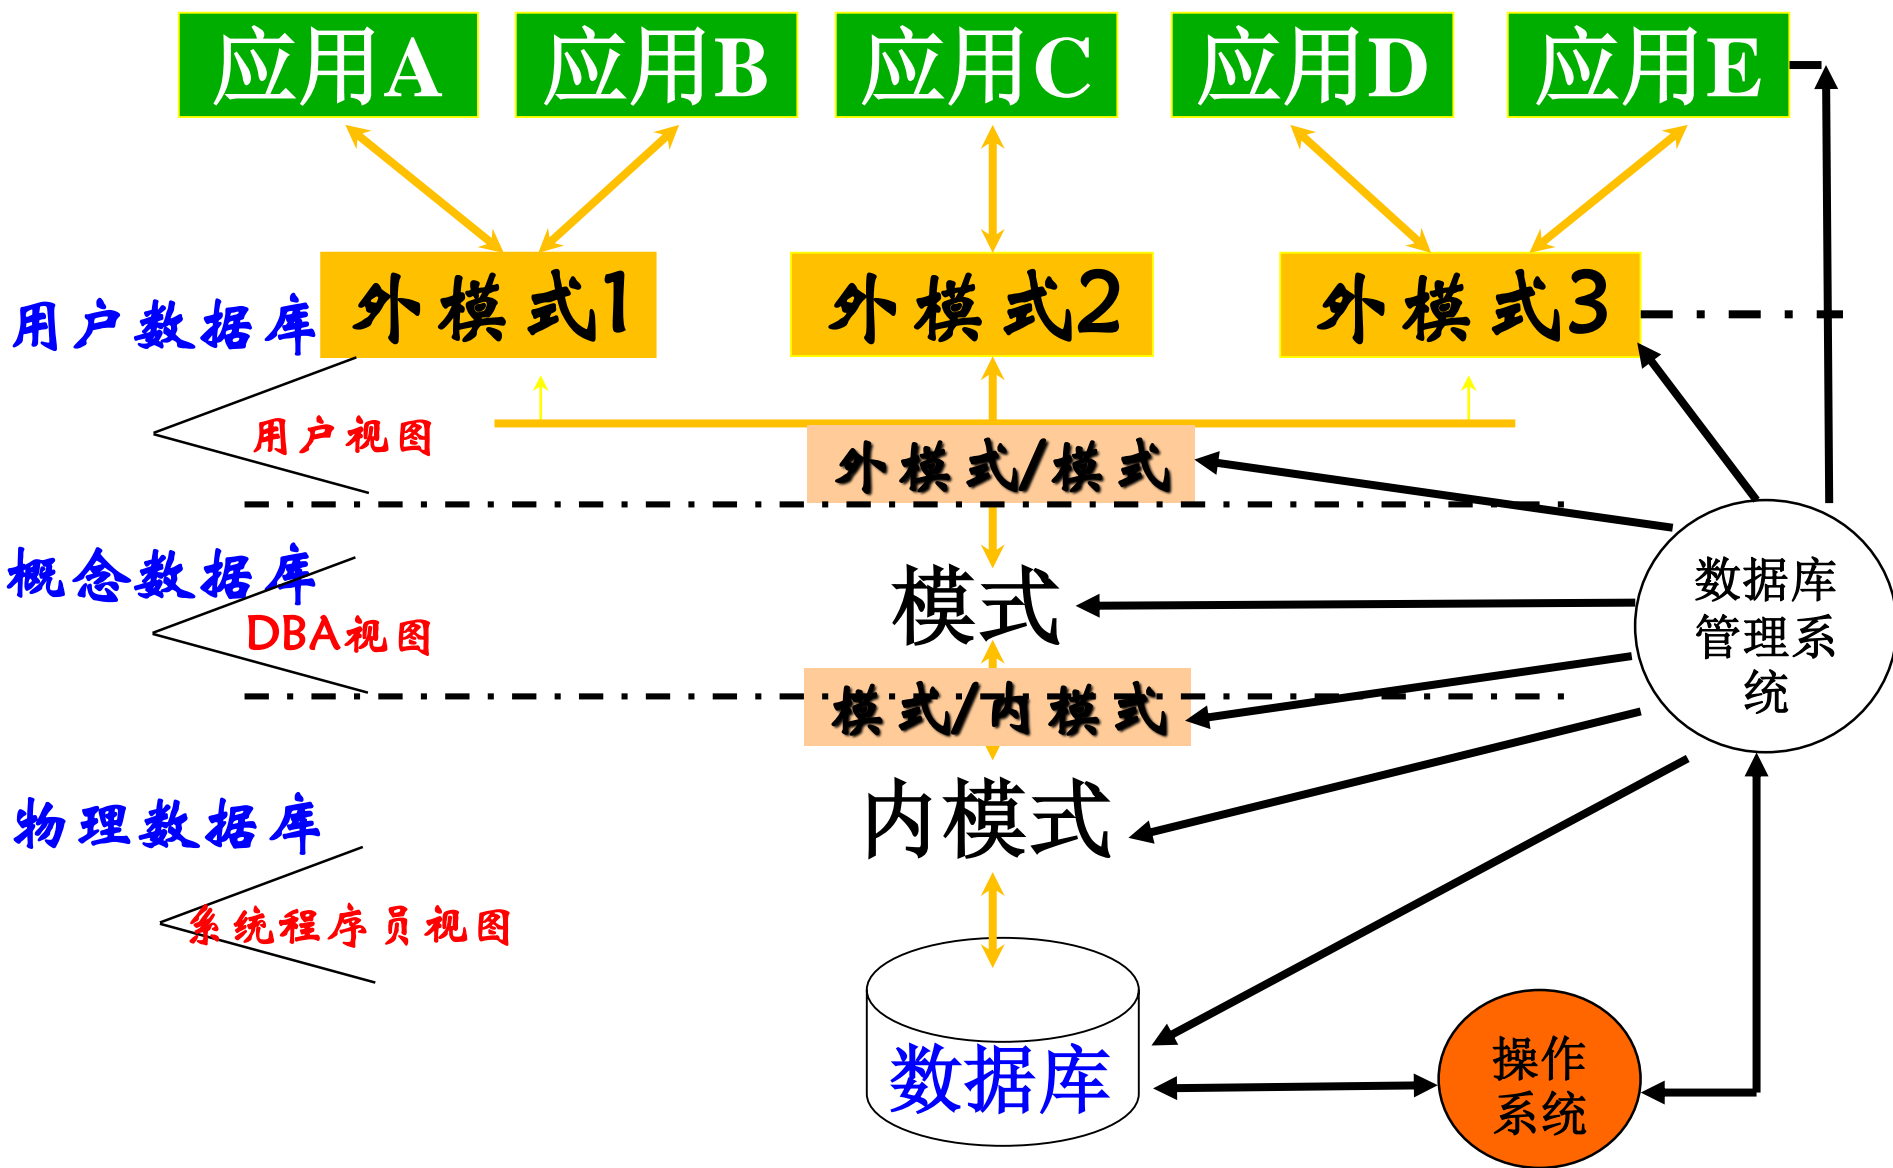 应用A
应用B
应用C
应用D
应用E
外模式1
外模式2
外模式3
用户数据库
用户视图
外模式/模式
概念数据库
DBA视图
模式
数据库
管理系
统
模式/内模式
物理数据库
内模式
系统程序员视图
数据库
操作
系统